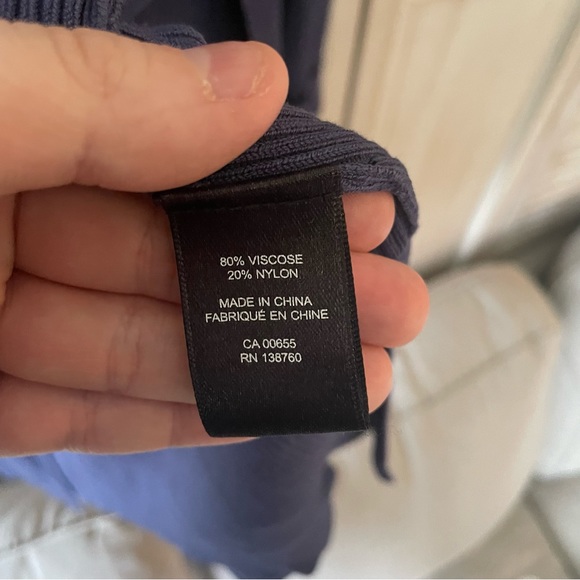 80% VISCOSE
20% NYLON
MADE IN CHINA
FABRIQUÉ EN CHINE
CA 00655
RN 138760